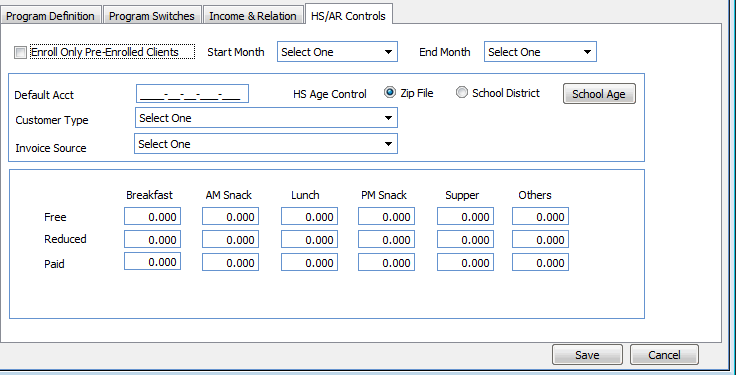 Program Definition Program Switches Income & Relation HS/AR Controls
Enroll Only Pre-Enrolled Clients Start Month Select One End Month Select One
Default Acct ____-__-__-___-___ HS Age Control Zip File School District School Age
Customer Type Select One
Invoice Source Select One
Breakfast AM Snack Lunch PM Snack Supper Others
Free 0.000 0.000 0.000 0.000 0.000 0.000
Reduced 0.000 0.000 0.000 0.000 0.000 0.000
Paid 0.000 0.000 0.000 0.000 0.000 0.000
Save Cancel